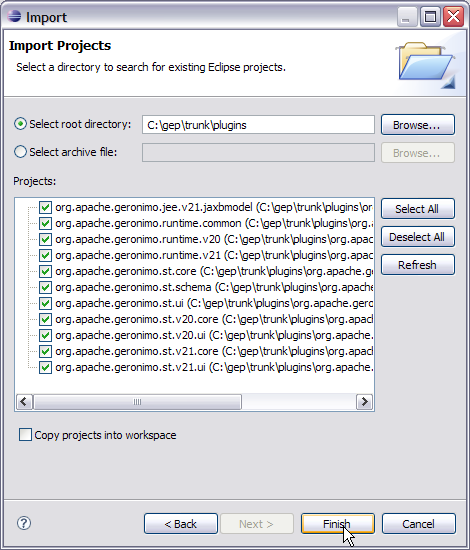 Import
Import Projects
Select a directory to search for existing Eclipse projects.
Select root directory: C:\gep\trunk\plugins Browse...
Select archive file: Browse...
Projects:
org.apache.geronimo.jee.v21.jaxbmodel (C:\gep\trunk\plugins\or
org.apache.geronimo.runtime.common (C:\gep\trunk\plugins\org.a
org.apache.geronimo.runtime.v20 (C:\gep\trunk\plugins\org.apac
org.apache.geronimo.runtime.v21 (C:\gep\trunk\plugins\org.apac
org.apache.geronimo.st.core (C:\gep\trunk\plugins\org.apache.ge
org.apache.geronimo.st.schema (C:\gep\trunk\plugins\org.apache
org.apache.geronimo.st.ui (C:\gep\trunk\plugins\org.apache.gero
org.apache.geronimo.st.v20.core (C:\gep\trunk\plugins\org.apac
org.apache.geronimo.st.v20.ui (C:\gep\trunk\plugins\org.apache.
org.apache.geronimo.st.v21.core (C:\gep\trunk\plugins\org.apac
org.apache.geronimo.st.v21.ui (C:\gep\trunk\plugins\org.apache.
Select All
Deselect All
Refresh
Copy projects into workspace
? < Back Next > Finish Cancel